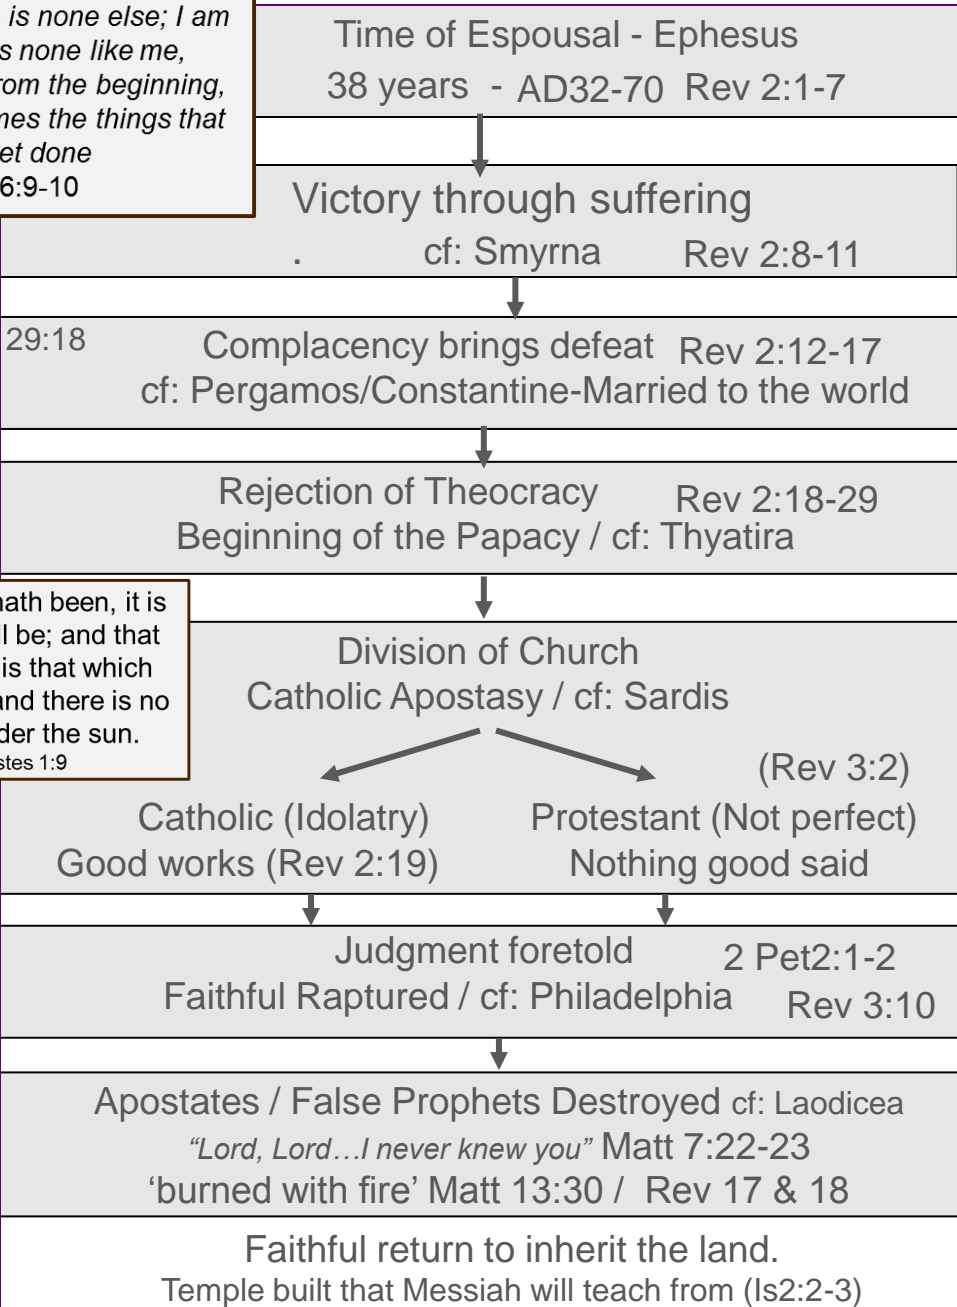 is none else; I am
s none like me,
rom the beginning,
mes the things that
et done
6:9-10
Time of Espousal - Ephesus
38 years - AD32-70 Rev 2:1-7
Victory through suffering
. cf: Smyrna Rev 2:8-11
29:18
Complacency brings defeat Rev 2:12-17
cf: Pergamos/Constantine-Married to the world
Rejection of Theocracy Rev 2:18-29
Beginning of the Papacy / cf: Thyatira
hath been, it is
ll be; and that
is that which
and there is no
der the sun.
stes 1:9
Division of Church
Catholic Apostasy / cf: Sardis
(Rev 3:2)
Catholic (Idolatry) Protestant (Not perfect)
Good works (Rev 2:19) Nothing good said
Judgment foretold 2 Pet2:1-2
Faithful Raptured / cf: Philadelphia Rev 3:10
Apostates / False Prophets Destroyed cf: Laodicea
“Lord, Lord…I never knew you” Matt 7:22-23
‘burned with fire’ Matt 13:30 / Rev 17 & 18
Faithful return to inherit the land.
Temple built that Messiah will teach from (Is2:2-3)